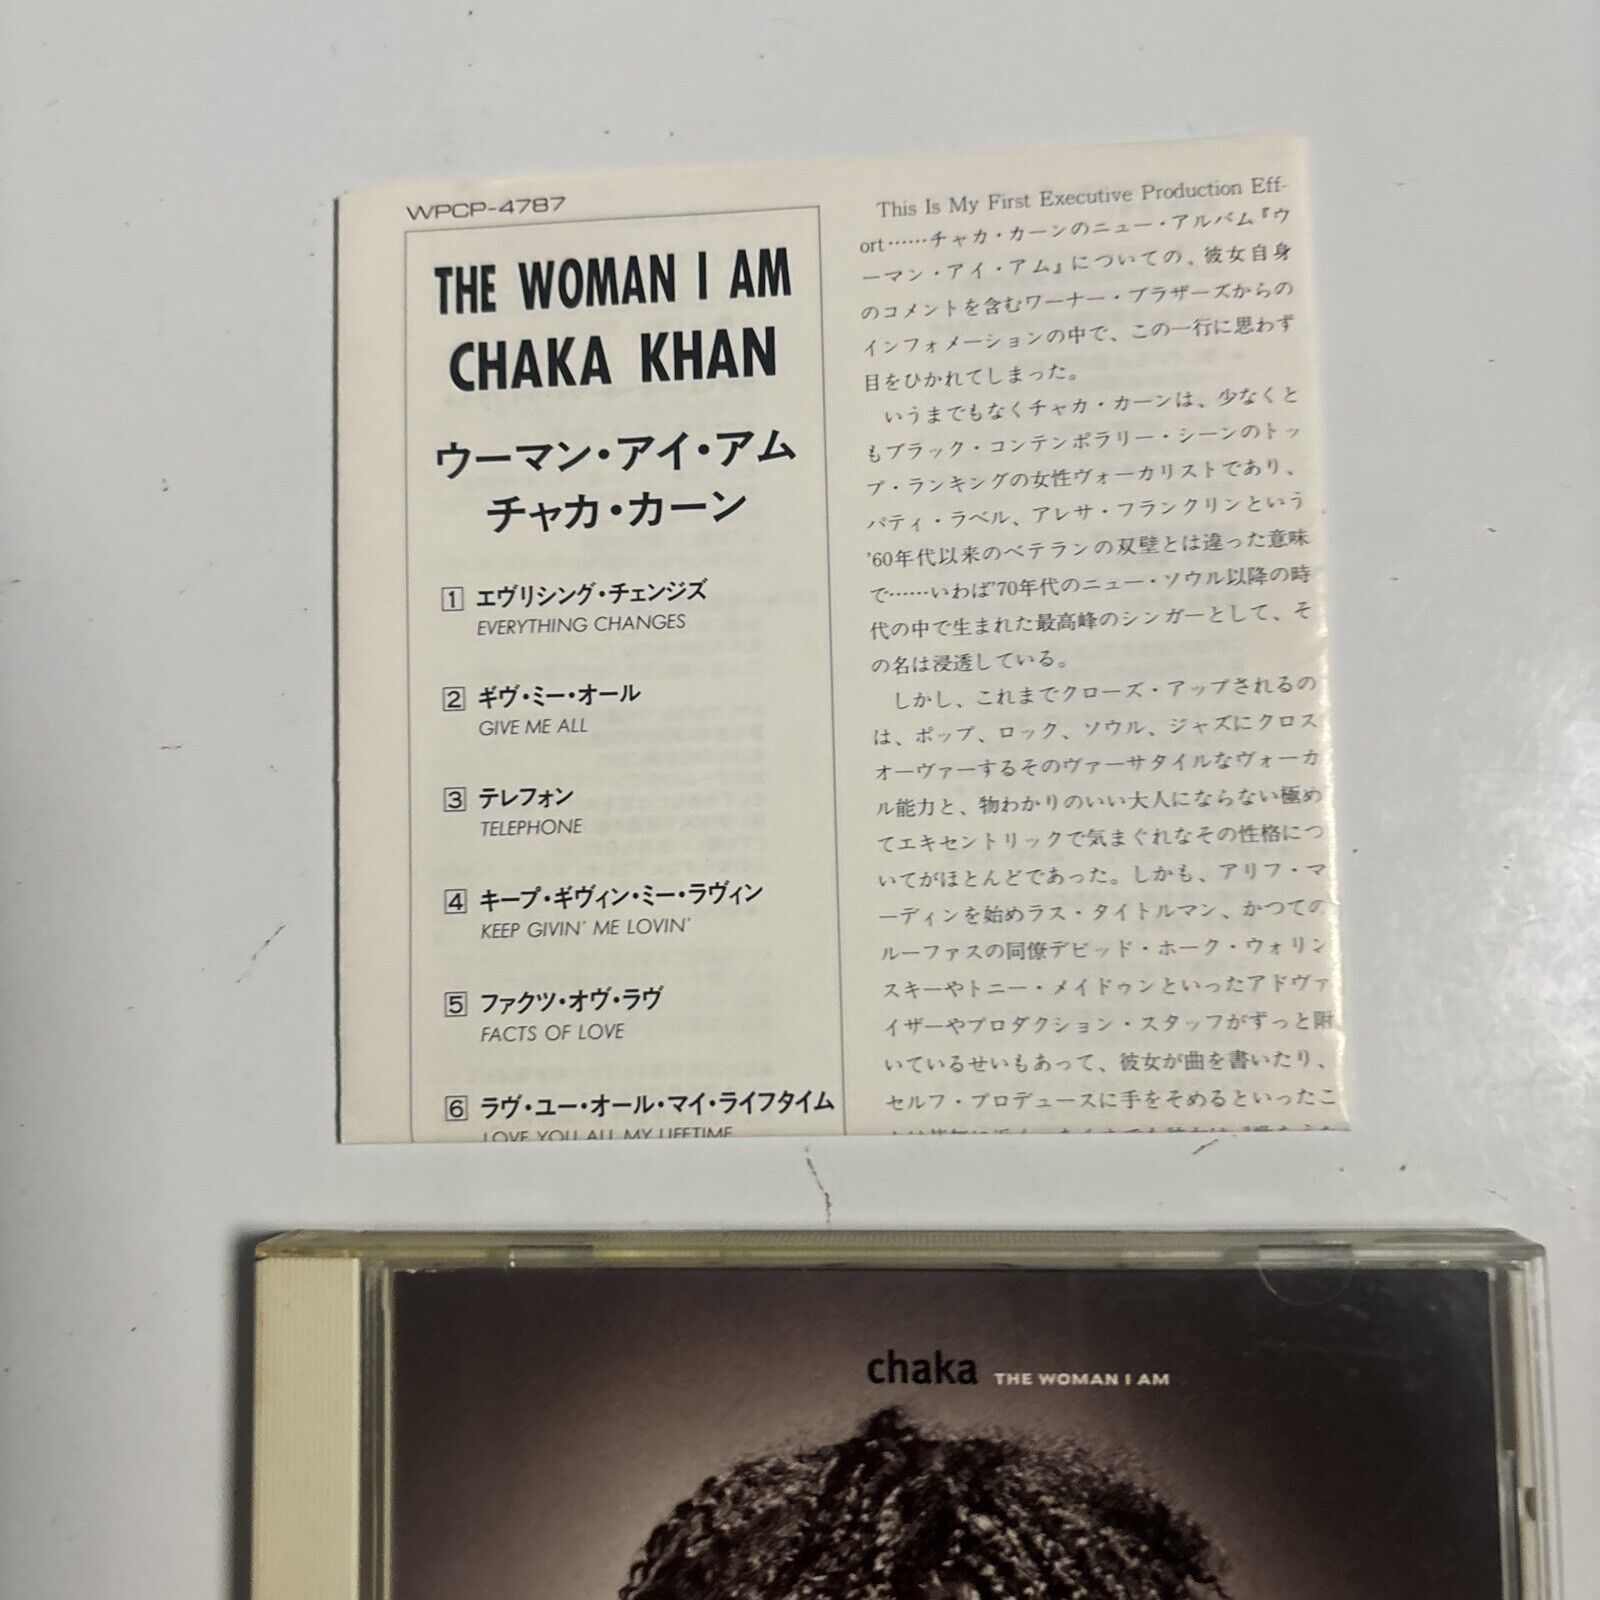 WPCP-4787
THE WOMAN I AM
CHAKA KHAN
ウーマン・アイ・アム
チャカ・カーン
1 エヴリシング・チェンジズ
EVERYTHING CHANGES
2 ギヴ・ミー・オール
GIVE ME ALL
3 テレフォン
TELEPHONE
4 キープ・ギヴィン・ミー・ラヴィン
KEEP GIVIN' ME LOVIN'
5 ファクツ・オヴ・ラヴ
FACTS OF LOVE
6 ラヴ・ユー・オール・マイ・ライフタイム
LOVE YOU ALL MY LIFETIME
This Is My First Executive Production Eff-
ort……チャカ・カーンのニュー・アルバム『ウ
ーマン・アイ・アム』についての、彼女自身
のコメントを含むワーナー・ブラザーズからの
インフォメーションの中で、この一行に思わず
目をひかれてしまった。
いうまでもなくチャカ・カーンは、少なくと
もブラック・コンテンポラリー・シーンのトッ
プ・ランキングの女性ヴォーカリストであり、
パティ・ラベル、アレサ・フランクリンという
'60年代以来のベテランの双璧とは違った意味
で……いわば'70年代のニュー・ソウル以降の時
代の中で生まれた最高峰のシンガーとして、そ
の名は浸透している。
しかし、これまでクローズ・アップされるの
は、ポップ、ロック、ソウル、ジャズにクロス
オーヴァーするそのヴァーサタイルなヴォーカ
ル能力と、物わかりのいい大人にならない極め
てエキセントリックで気まぐれなその性格につ
いてがほとんどであった。しかも、アリフ・マ
ーディンを始めラス・タイトルマン、かつての
ルーファスの同僚デビッド・ホーク・ウォリン
スキーやトニー・メイドゥンといったアドヴァ
イザーやプロダクション・スタッフがずっと附
いているせいもあって、彼女が曲を書いたり、
セルフ・プロデュースに手をそめるといったこ
chaka THE WOMAN I AM